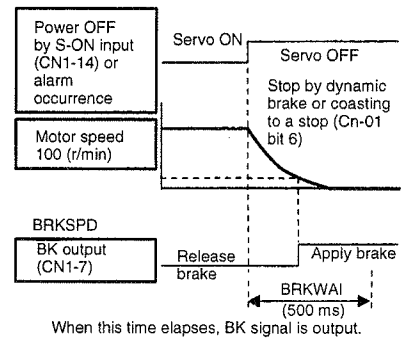 Power OFF
by S-ON input
(CN1-14) or
alarm
occurrence
Servo ON
Servo OFF
Stop by dynamic
brake or coasting
to a stop (Cn-01
bit 6)
Motor speed
100 (r/min)
BRKSPD
BK output
(CN1-7)
Release
brake
Apply brake
BRKWAI
(500 ms)
When this time elapses, BK signal is output.